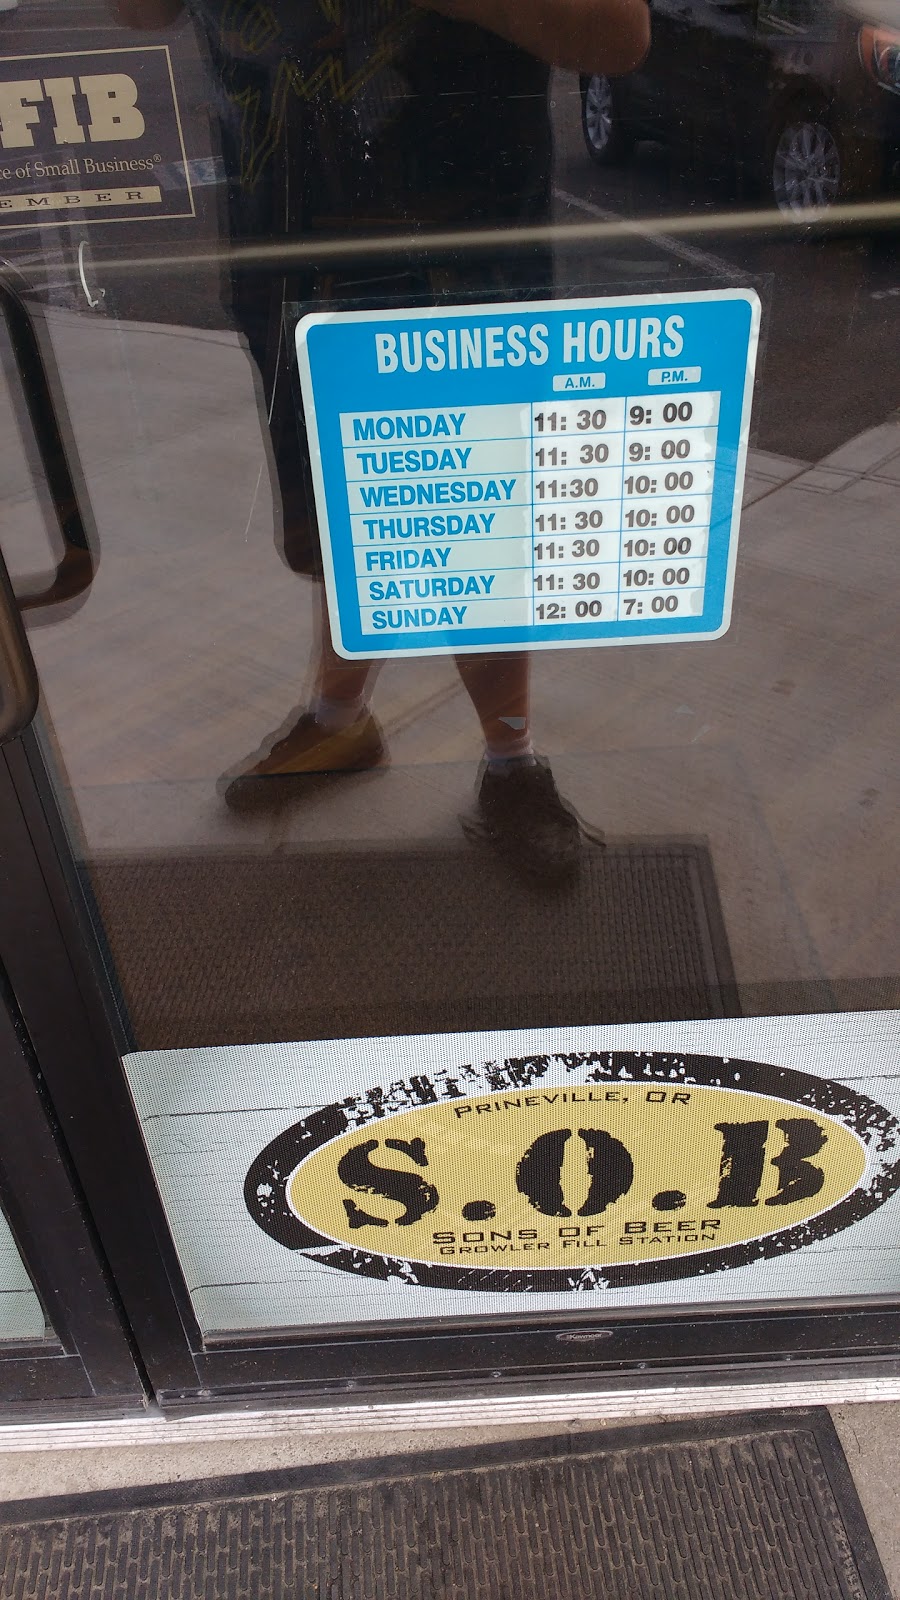 FIB
of Small Business®
BUSINESS HOURS
A.M. P.M.
MONDAY 11: 30 9: 00
TUESDAY 11: 30 9: 00
WEDNESDAY 11:30 10: 00
THURSDAY 11: 30 10: 00
FRIDAY 11: 30 10: 00
SATURDAY 11: 30 10: 00
SUNDAY 12: 00 7: 00
PRINEVILLE, OR
S.O.B
SONS OF BEER
GROWLER FILL STATION
Kawneer